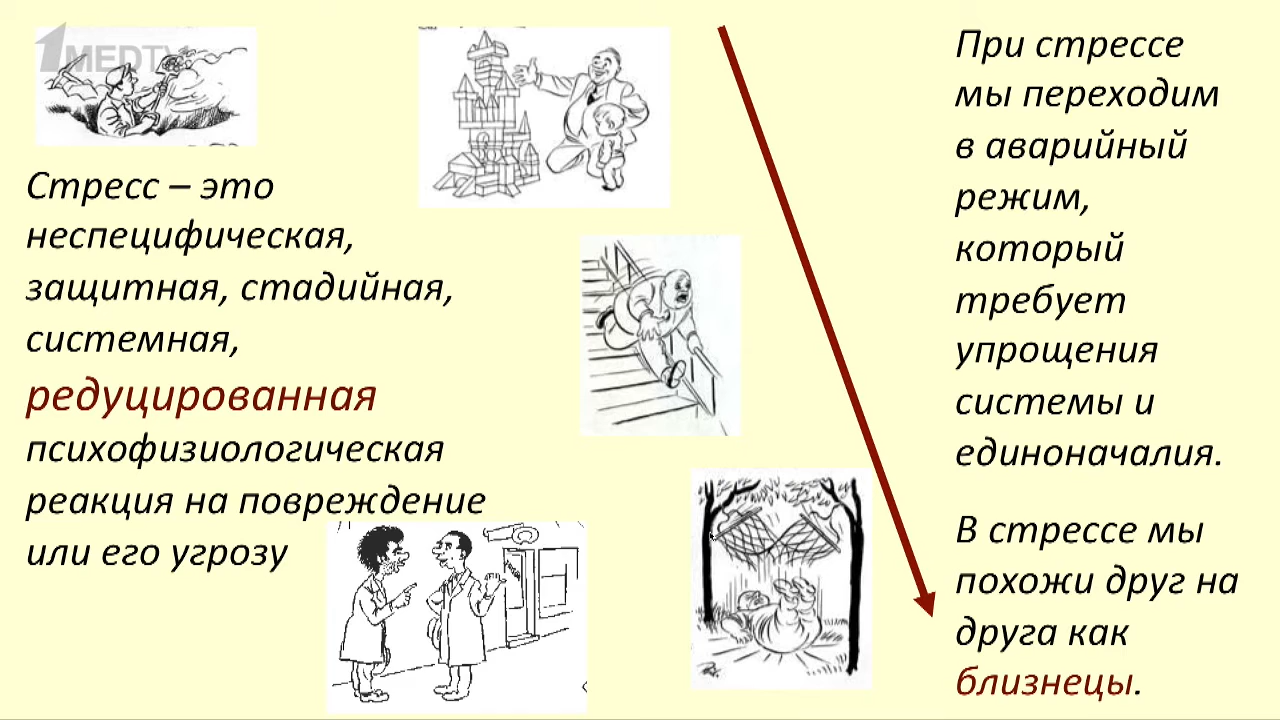 1MEDTV
Стресс – это
неспецифическая,
защитная, стадийная,
системная,
редуцированная
психофизиологическая
реакция на повреждение
или его угрозу
При стрессе
мы переходим
в аварийный
режим,
который
требует
упрощения
системы и
единоначалия.
В стрессе мы
похожи друг на
друга как
близнецы.